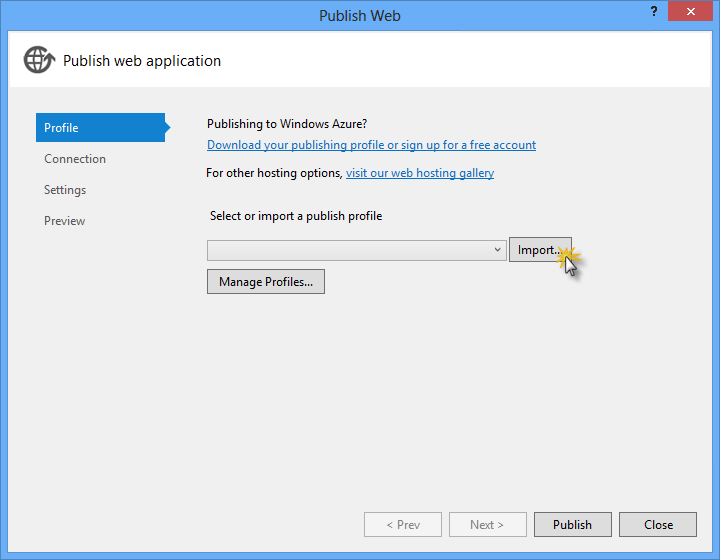 Publish Web
?
Publish web application
Profile
Connection
Settings
Preview
Publishing to Windows Azure?
Download your publishing profile or sign up for a free account
For other hosting options, visit our web hosting gallery
Select or import a publish profile
Import...
Manage Profiles...
< Prev
Next >
Publish
Close